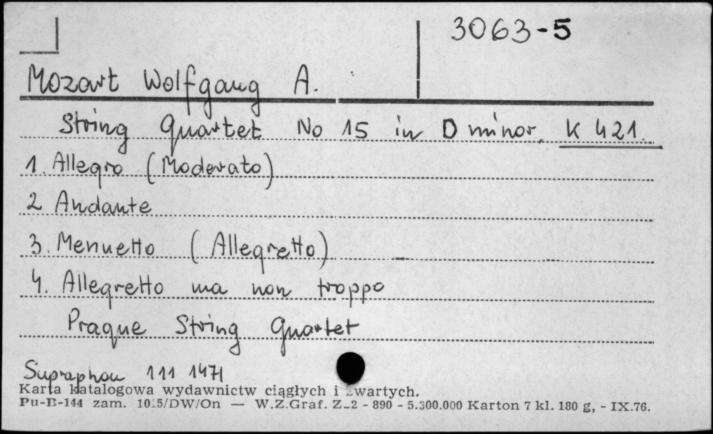 3063-5
Mozart Wolfgang A.
String Quartet No 15 in D minor, K 421.
1. Allegro (Moderato)
2 Andante
3. Menuetto (Allegretto)
4. Allegretto ma non troppo
Prague String Quartet
Supraphon 111 1471
Karta katalogowa wydawnictw ciągłych i zwartych.
Pu-B-144 zam. 1025/DW/On — W.Z.Graf. Z-2 - 890 - 5.300.000 Karton 7 kl. 180 g, - IX.76.